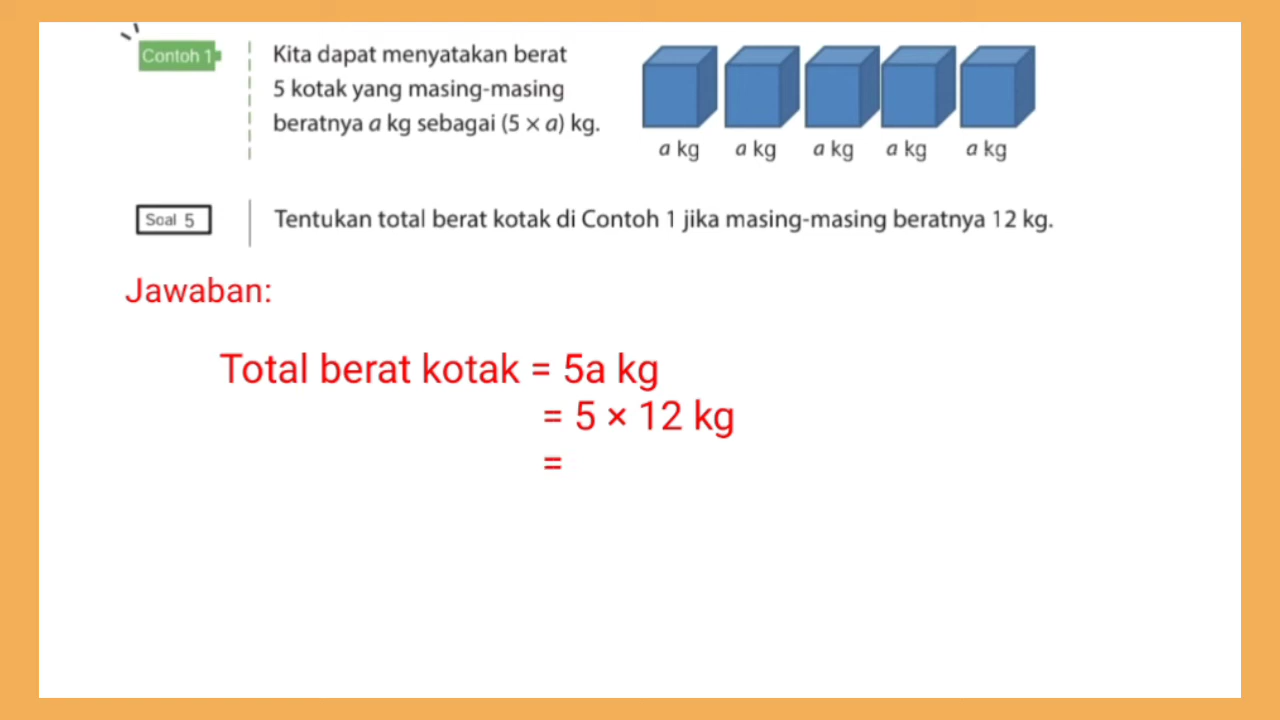 Contoh 1
Kita dapat menyatakan berat
5 kotak yang masing-masing
beratnya a kg sebagai (5 × a) kg.
a kg a kg a kg a kg a kg
Soal 5
Tentukan total berat kotak di Contoh 1 jika masing-masing beratnya 12 kg.
Jawaban:
Total berat kotak = 5a kg
= 5 × 12 kg
=